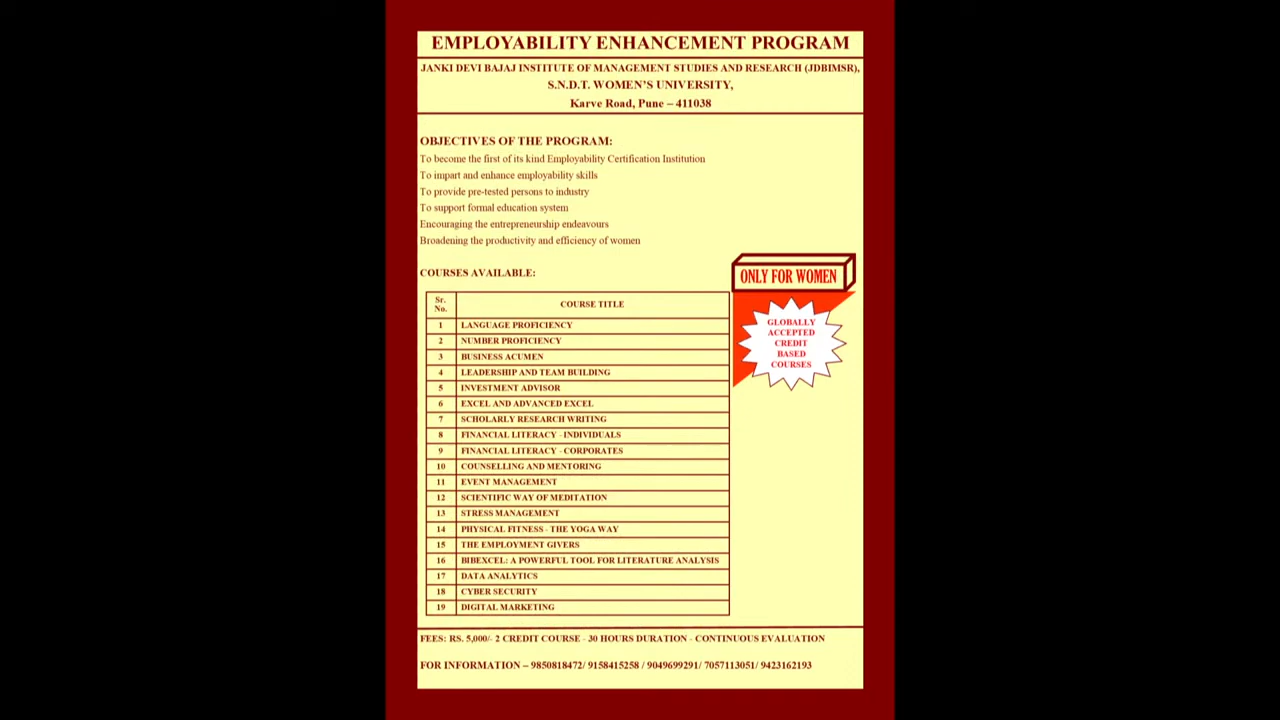 EMPLOYABILITY ENHANCEMENT PROGRAM
JANKI DEVI BAJAJ INSTITUTE OF MANAGEMENT STUDIES AND RESEARCH (JDBIMSR),
S.N.D.T. WOMEN'S UNIVERSITY,
Karve Road, Pune – 411038
OBJECTIVES OF THE PROGRAM:
To become the first of its kind Employability Certification Institution
To impart and enhance employability skills
To provide pre-tested persons to industry
To support formal education system
Encouraging the entrepreneurship endeavours
Broadening the productivity and efficiency of women
COURSES AVAILABLE:
Sr. No. COURSE TITLE
1 LANGUAGE PROFICIENCY
2 NUMBER PROFICIENCY
3 BUSINESS ACUMEN
4 LEADERSHIP AND TEAM BUILDING
5 INVESTMENT ADVISOR
6 EXCEL AND ADVANCED EXCEL
7 SCHOLARLY RESEARCH WRITING
8 FINANCIAL LITERACY - INDIVIDUALS
9 FINANCIAL LITERACY - CORPORATES
10 COUNSELLING AND MENTORING
11 EVENT MANAGEMENT
12 SCIENTIFIC WAY OF MEDITATION
13 STRESS MANAGEMENT
14 PHYSICAL FITNESS - THE YOGA WAY
15 THE EMPLOYMENT GIVERS
16 BIBEXCEL: A POWERFUL TOOL FOR LITERATURE ANALYSIS
17 DATA ANALYTICS
18 CYBER SECURITY
19 DIGITAL MARKETING
ONLY FOR WOMEN
GLOBALLY
ACCEPTED
CREDIT
BASED
COURSES
FEES: RS. 5,000/- 2 CREDIT COURSE - 30 HOURS DURATION - CONTINUOUS EVALUATION
FOR INFORMATION – 9850818472/ 9158415258 / 9049699291/ 7057113051/ 9423162193